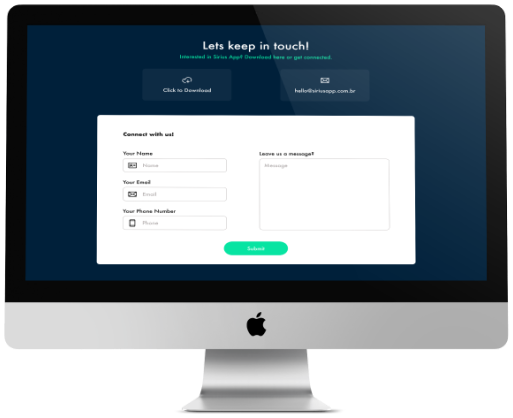 Lets keep in touch!
Interested in Sirius App? Download here or get connected.
Click to Download
hello@siriusapp.com.br
Connect with us!
Your Name
Name
Your Email
Email
Your Phone Number
Phone
Leave us a message?
Message
Submit